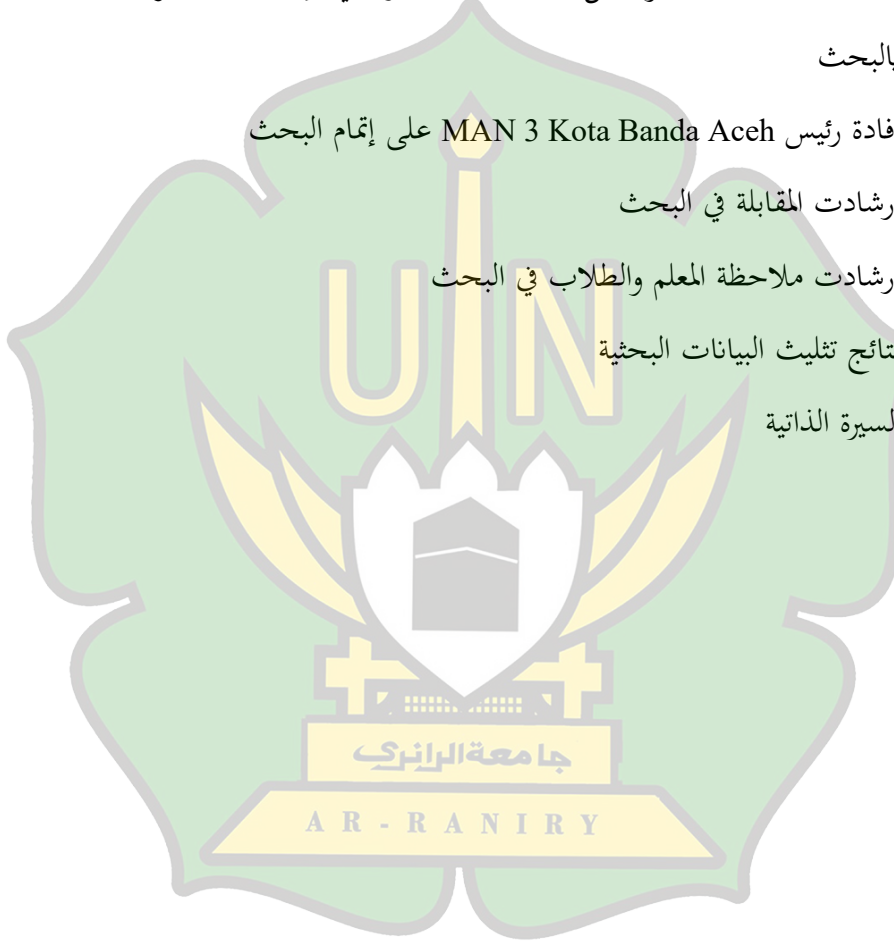 بالبحث
فادة رئيس MAN 3 Kota Banda Aceh على إتمام البحث
رشادت المقابلة في البحث
رشادت ملاحظة المعلم والطلاب في البحث
نتائج تثليث البيانات البحثية
لسيرة الذاتية
UIN
جامعة الرانري
AR-RANIRY